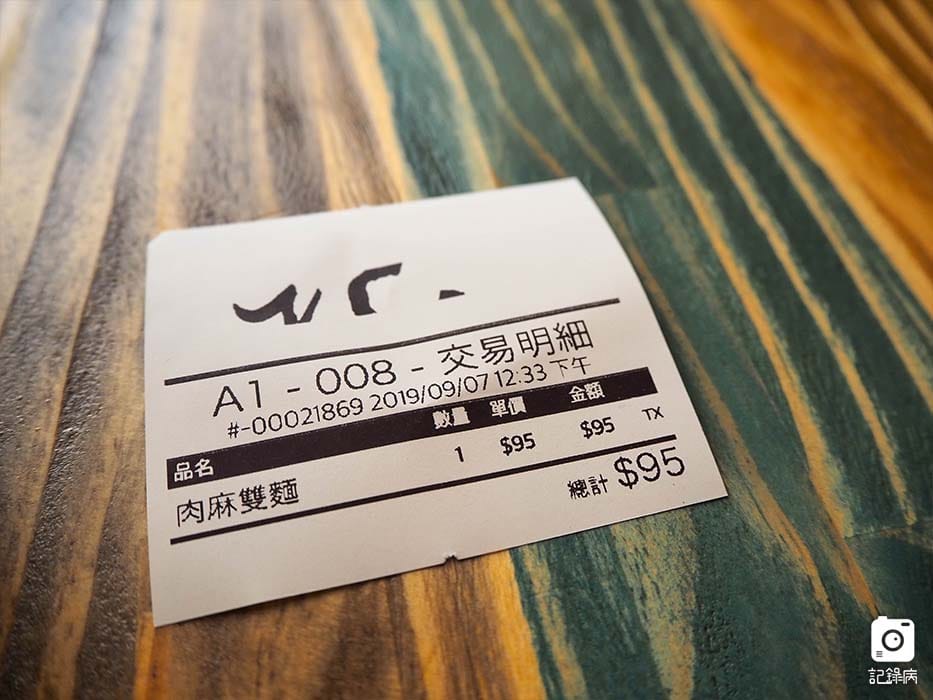 A1 - 008 - 交易明細
#-00021869 2019/09/07 12:33 下午
品名 數量 單價 金額
肉麻雙麵 1 $95 $95 TX
總計 $95
記錄病